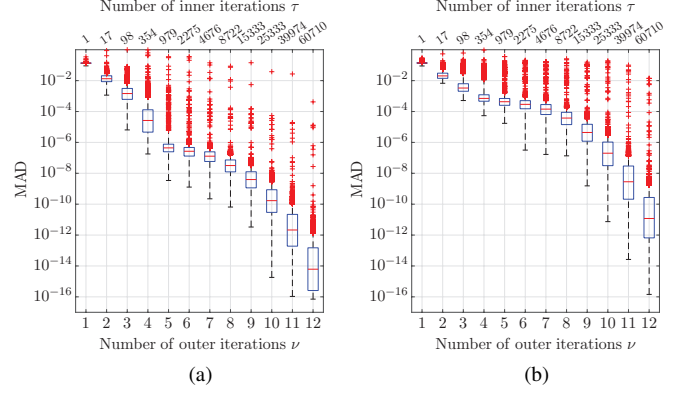 Number of inner iterations τ
1 17 98 354 979 2275 4676 8722 15333 25333 39974 60710
MAD
10⁻²
10⁻⁴
10⁻⁶
10⁻⁸
10⁻¹⁰
10⁻¹²
10⁻¹⁴
10⁻¹⁶
1 2 3 4 5 6 7 8 9 10 11 12
Number of outer iterations ν
(a)
Number of inner iterations τ
1 17 98 354 979 2275 4676 8722 15333 25333 39974 60710
MAD
10⁻²
10⁻⁴
10⁻⁶
10⁻⁸
10⁻¹⁰
10⁻¹²
10⁻¹⁴
10⁻¹⁶
1 2 3 4 5 6 7 8 9 10 11 12
Number of outer iterations ν
(b)